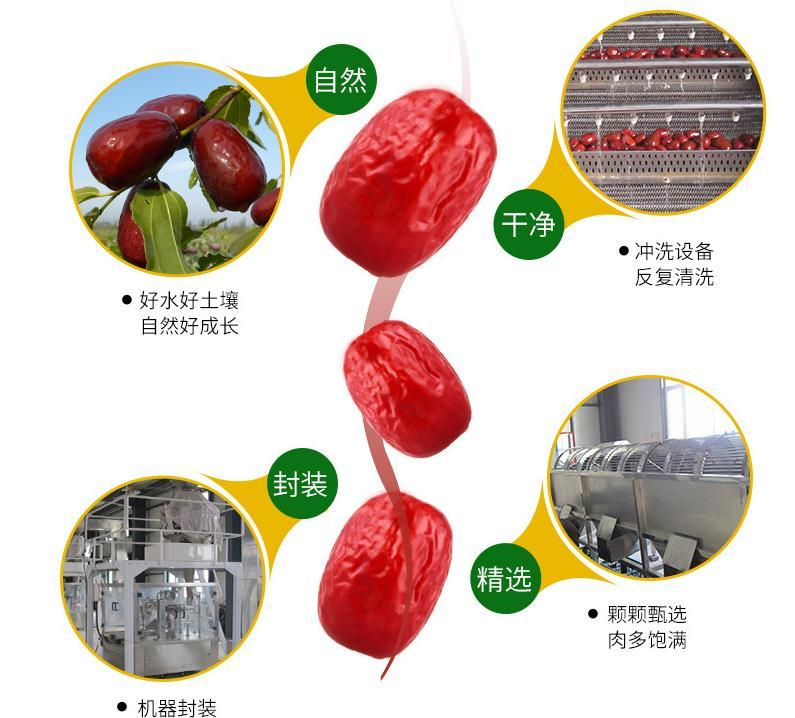 自然
好水好土壤
自然好成长
干净
冲洗设备
反复清洗
封装
机器封装
精选
颗颗甄选
肉多饱满